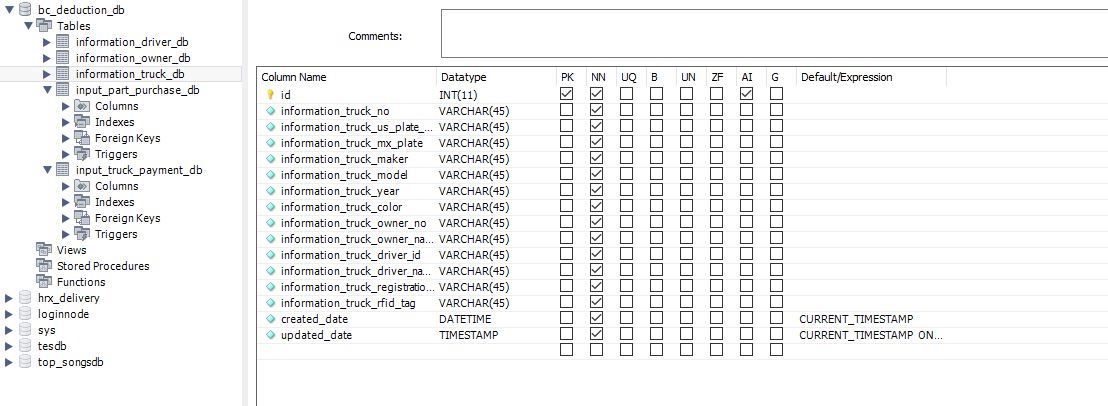 bc_deduction_db
Tables
information_driver_db
information_owner_db
information_truck_db
input_part_purchase_db
Columns
Indexes
Foreign Keys
Triggers
input_truck_payment_db
Columns
Indexes
Foreign Keys
Triggers
Views
Stored Procedures
Functions
hrx_delivery
loginnode
sys
tesdb
top_songsdb
Comments:
Column Name Datatype PK NN UQ B UN ZF AI G Default/Expression
id INT(11)
information_truck_no VARCHAR(45)
information_truck_us_plate_... VARCHAR(45)
information_truck_mx_plate VARCHAR(45)
information_truck_maker VARCHAR(45)
information_truck_model VARCHAR(45)
information_truck_year VARCHAR(45)
information_truck_color VARCHAR(45)
information_truck_owner_no VARCHAR(45)
information_truck_owner_na... VARCHAR(45)
information_truck_driver_id VARCHAR(45)
information_truck_driver_na... VARCHAR(45)
information_truck_registratio... VARCHAR(45)
information_truck_rfid_tag VARCHAR(45)
created_date DATETIME CURRENT_TIMESTAMP
updated_date TIMESTAMP CURRENT_TIMESTAMP ON...